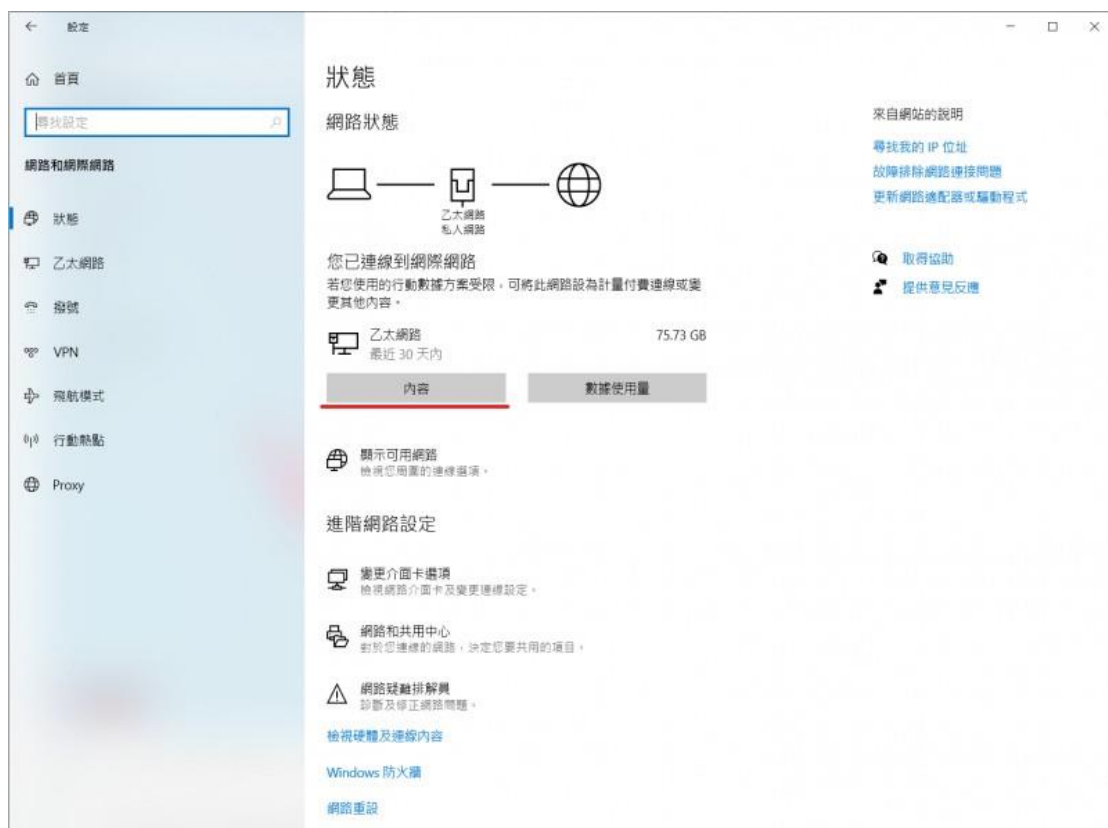 設定
首頁
尋找設定
網路和網際網路
狀態
乙太網路
撥號
VPN
飛航模式
行動熱點
Proxy
狀態
網路狀態
乙太網路
私人網路
您已連線到網際網路
若您使用的行動數據方案受限，可將此網路設為計量付費連線或變
更其他內容。
乙太網路
75.73 GB
最近 30 天內
內容
數據使用量
顯示可用網路
檢視您周圍的連線選項。
進階網路設定
變更介面卡選項
檢視網路介面卡及變更連線設定。
網路和共用中心
對於您連線的網路，決定您要共用的項目。
網路疑難排解員
診斷及修正網路問題。
檢視硬體及連線內容
Windows 防火牆
網路重設
來自網站的說明
尋找我的 IP 位址
故障排除網路連接問題
更新網路適配器或驅動程式
取得協助
提供意見反應